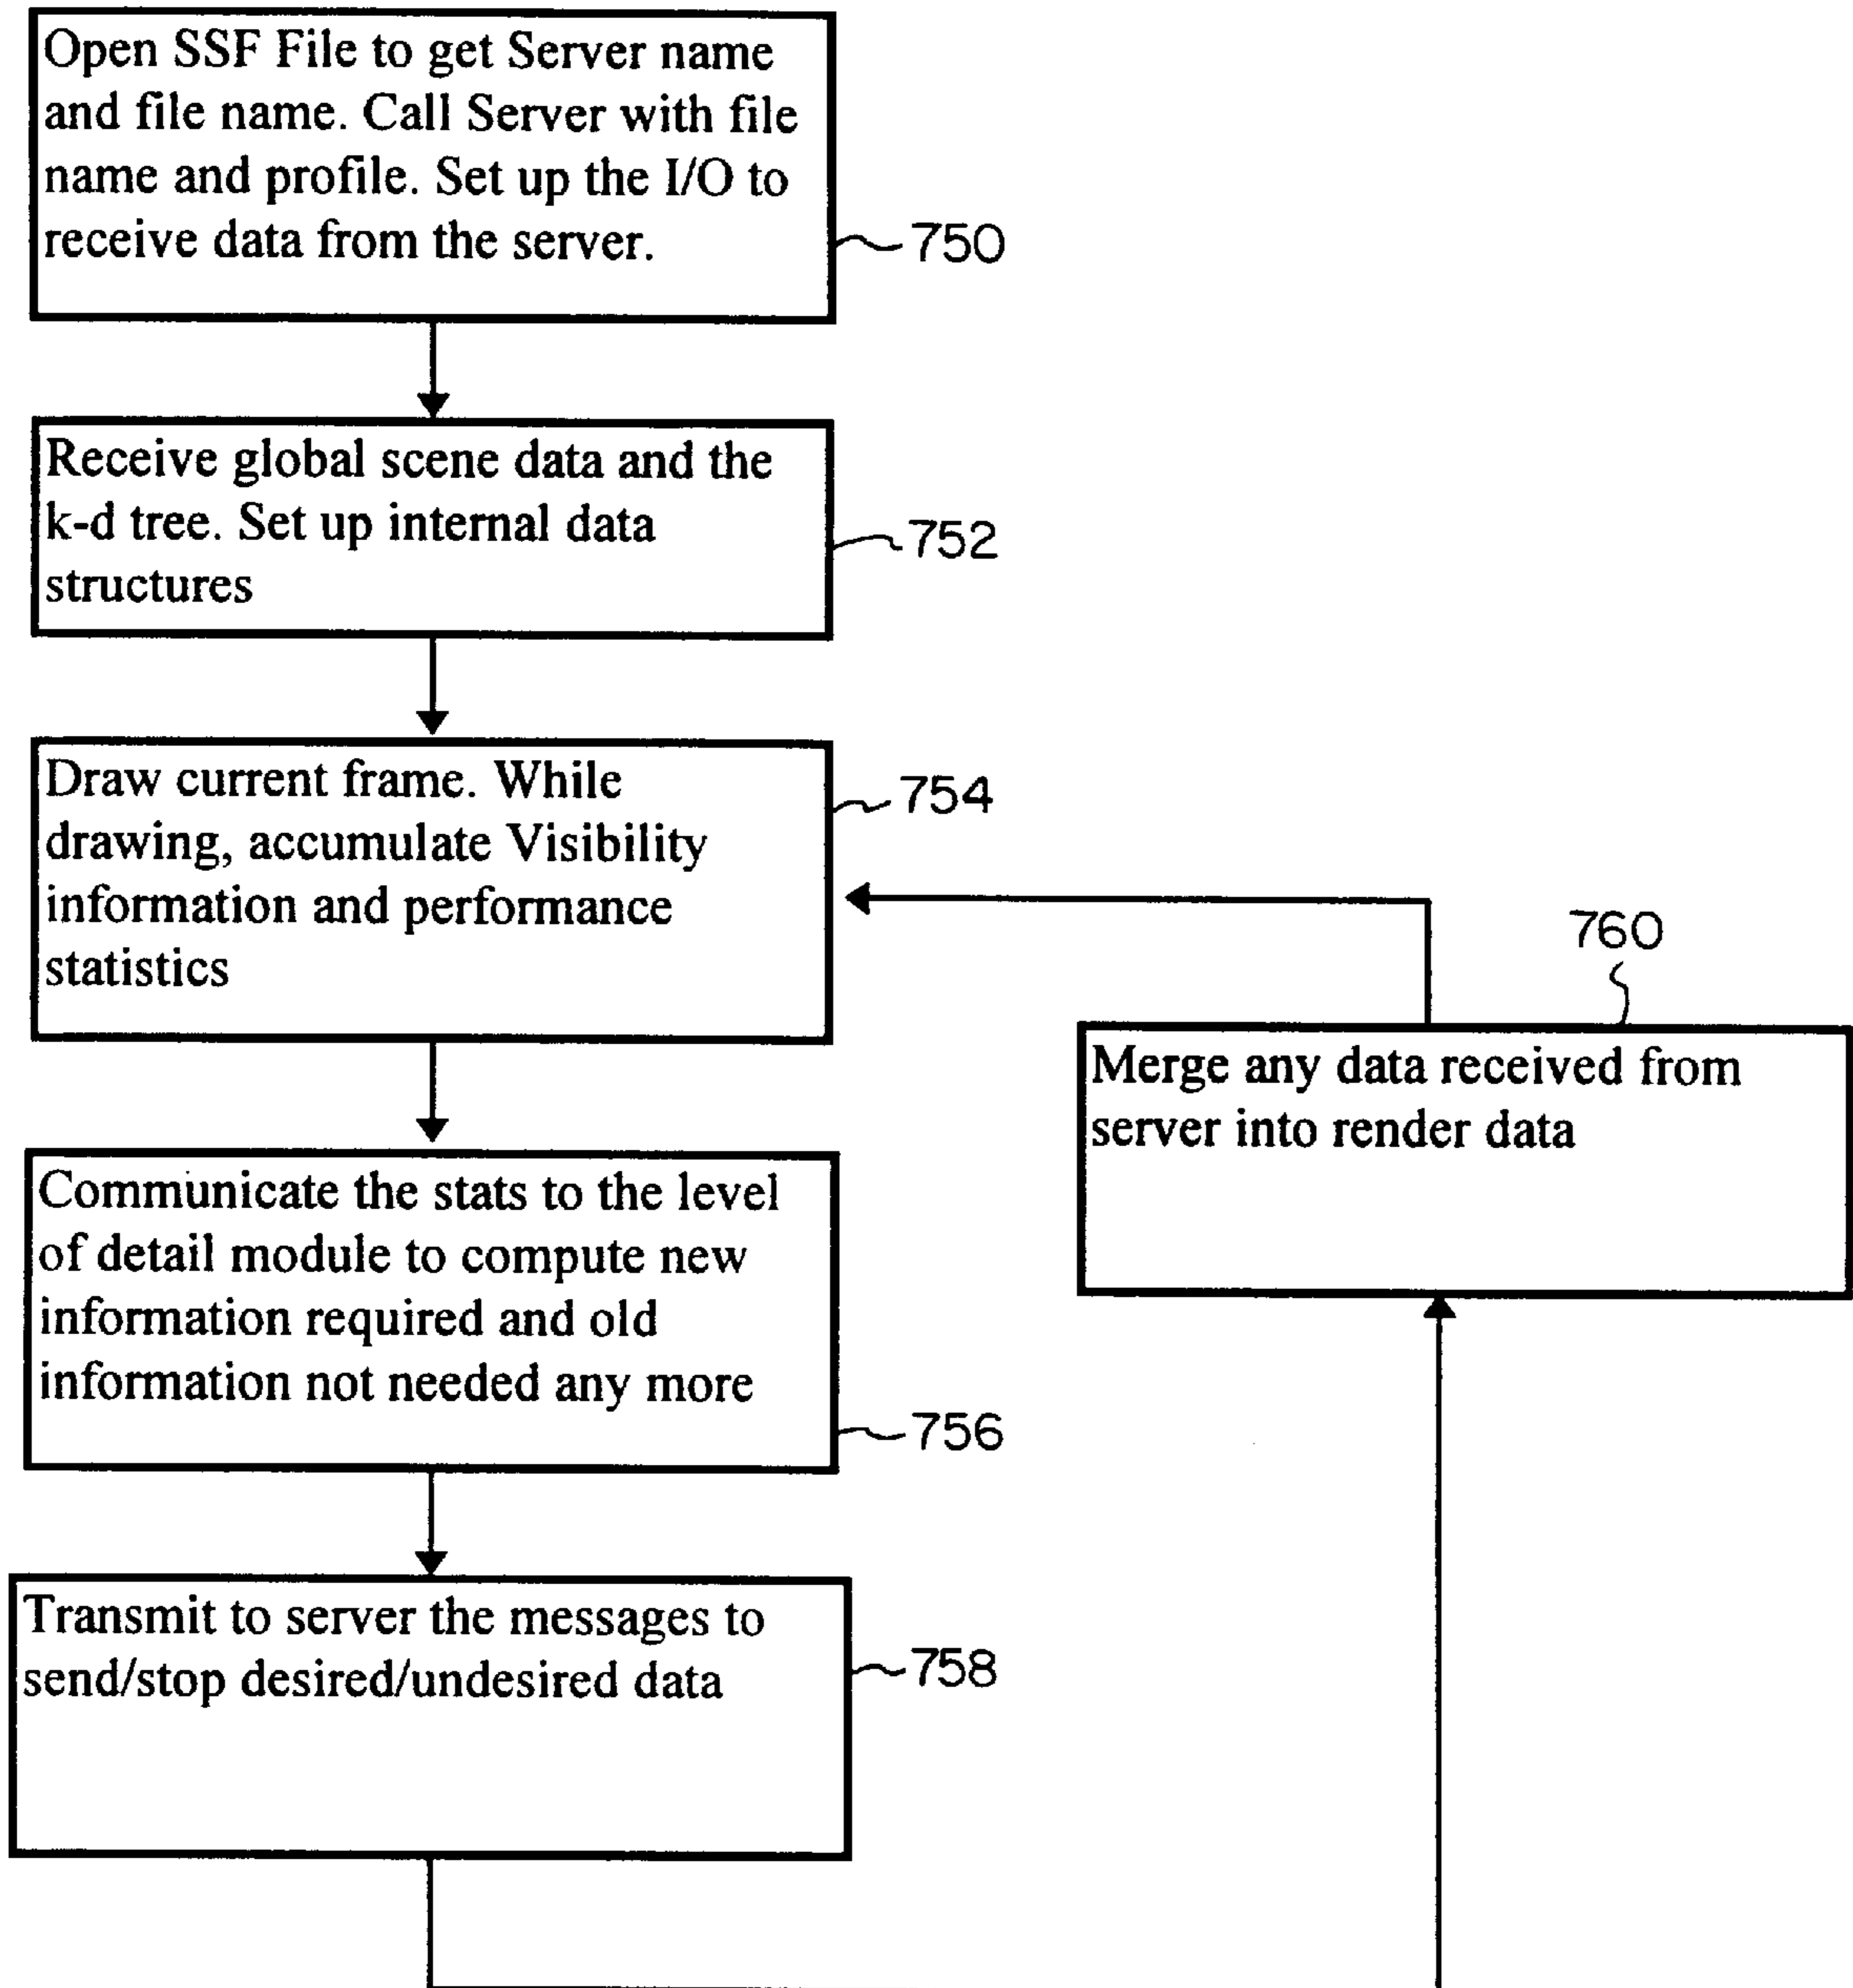 Open SSF File to get Server name
and file name. Call Server with file
name and profile. Set up the I/O to
receive data from the server.
750
Receive global scene data and the
k-d tree. Set up internal data
structures
752
Draw current frame. While
drawing, accumulate Visibility
information and performance
statistics
754
Communicate the stats to the level
of detail module to compute new
information required and old
information not needed any more
756
Transmit to server the messages to
send/stop desired/undesired data
758
760
Merge any data received from
server into render data